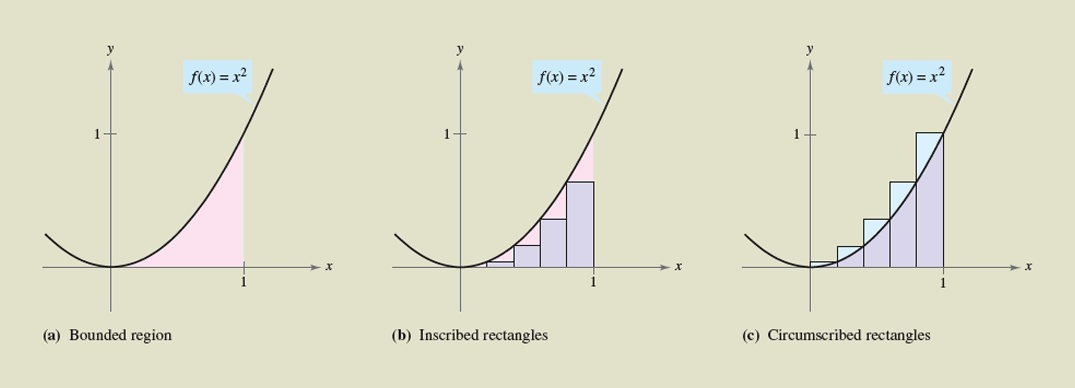 y
f(x) = x²
1
x
1
(a) Bounded region
y
f(x) = x²
1
x
1
(b) Inscribed rectangles
y
f(x) = x²
1
x
1
(c) Circumscribed rectangles